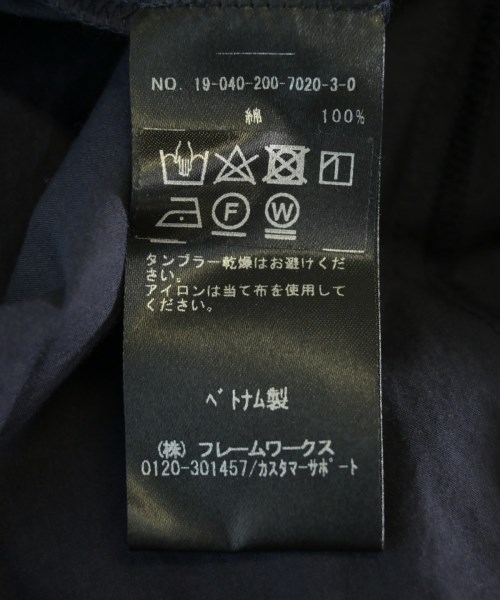 NO. 19-040-200-7020-3-0
綿 100%
F W
タンブラー乾燥はお避けくだ
さい。
アイロンは当て布を使用して
ください。
ベトナム製
(株) フレームワークス
0120-301457/カスタマーサポート